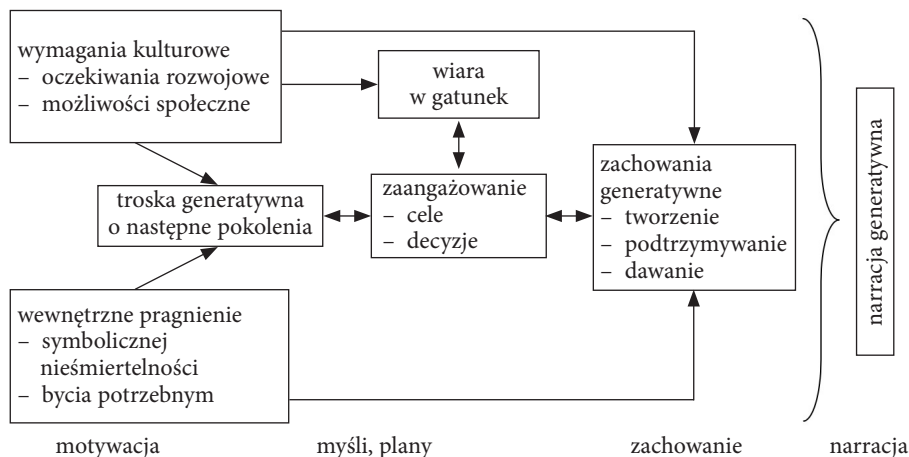 wymagania kulturowe
– oczekiwania rozwojowe
– możliwości społeczne
wiara
w gatunek
troska generatywna
o następne pokolenia
zaangażowanie
– cele
– decyzje
zachowania
generatywne
– tworzenie
– podtrzymywanie
– dawanie
narracja generatywna
wewnętrzne pragnienie
– symbolicznej
nieśmiertelności
– bycia potrzebnym
motywacja
myśli, plany
zachowanie
narracja